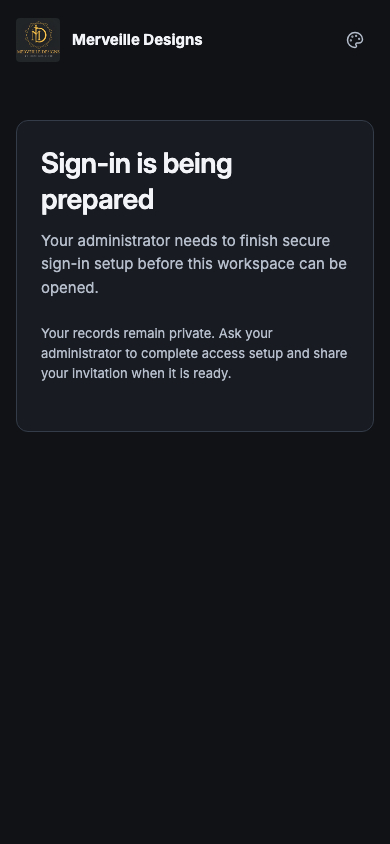 MERVEILLE DESIGNS
Merveille Designs
Sign-in is being
prepared
Your administrator needs to finish secure
sign-in setup before this workspace can be
opened.
Your records remain private. Ask your
administrator to complete access setup and share
your invitation when it is ready.